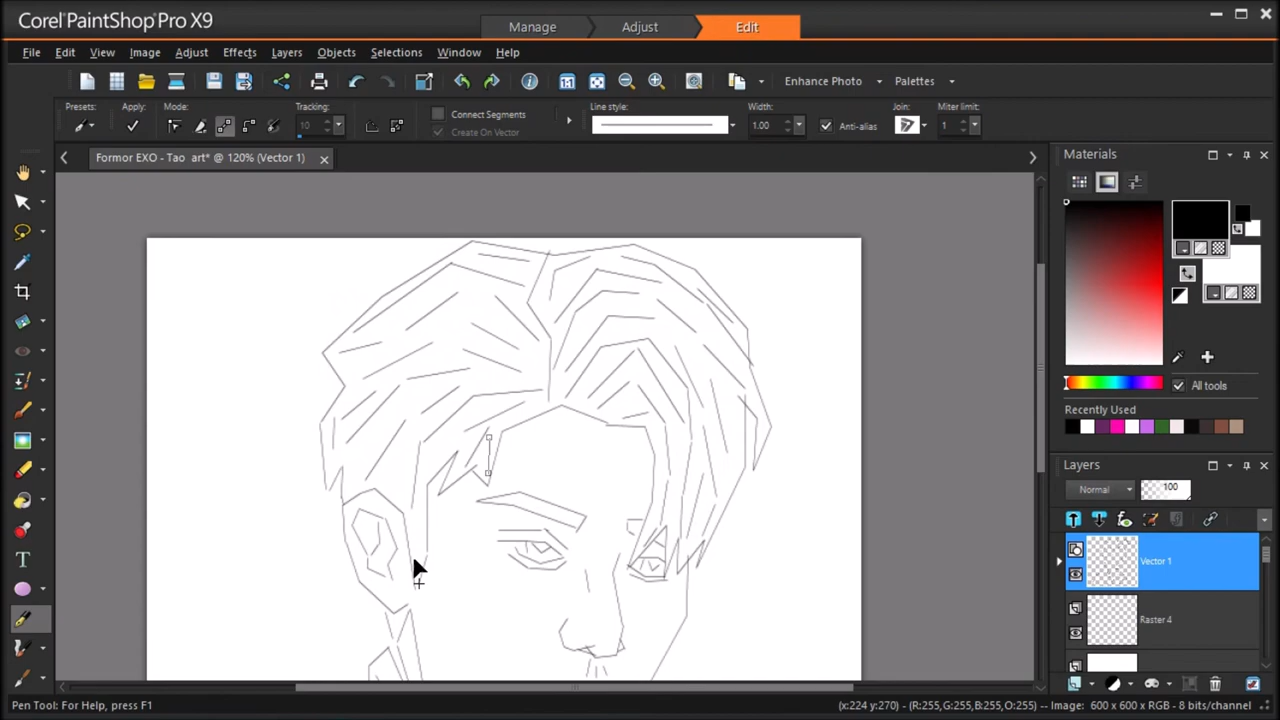 Corel PaintShop Pro X9
Manage Adjust Edit
File Edit View Image Adjust Effects Layers Objects Selections Window Help
Enhance Photo Palettes
Presets: Apply: Mode: Tracking: Connect Segments Line style: Width: Join: Miter limit:
10 Create On Vector 1.00 Anti-alias 1
Formor EXO - Tao art* @ 120% (Vector 1)
Materials
All tools
Recently Used
Layers
Normal 100
Vector 1
Raster 4
Pen Tool: For Help, press F1
(x:224 y:270) - (R:255,G:255,B:255,O:255) -- Image: 600 x 600 x RGB - 8 bits/channel